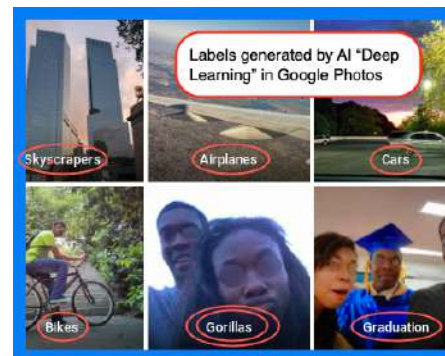 Labels generated by AI “Deep
Learning” in Google Photos
Skyscrapers
Airplanes
Cars
Bikes
Gorillas
Graduation